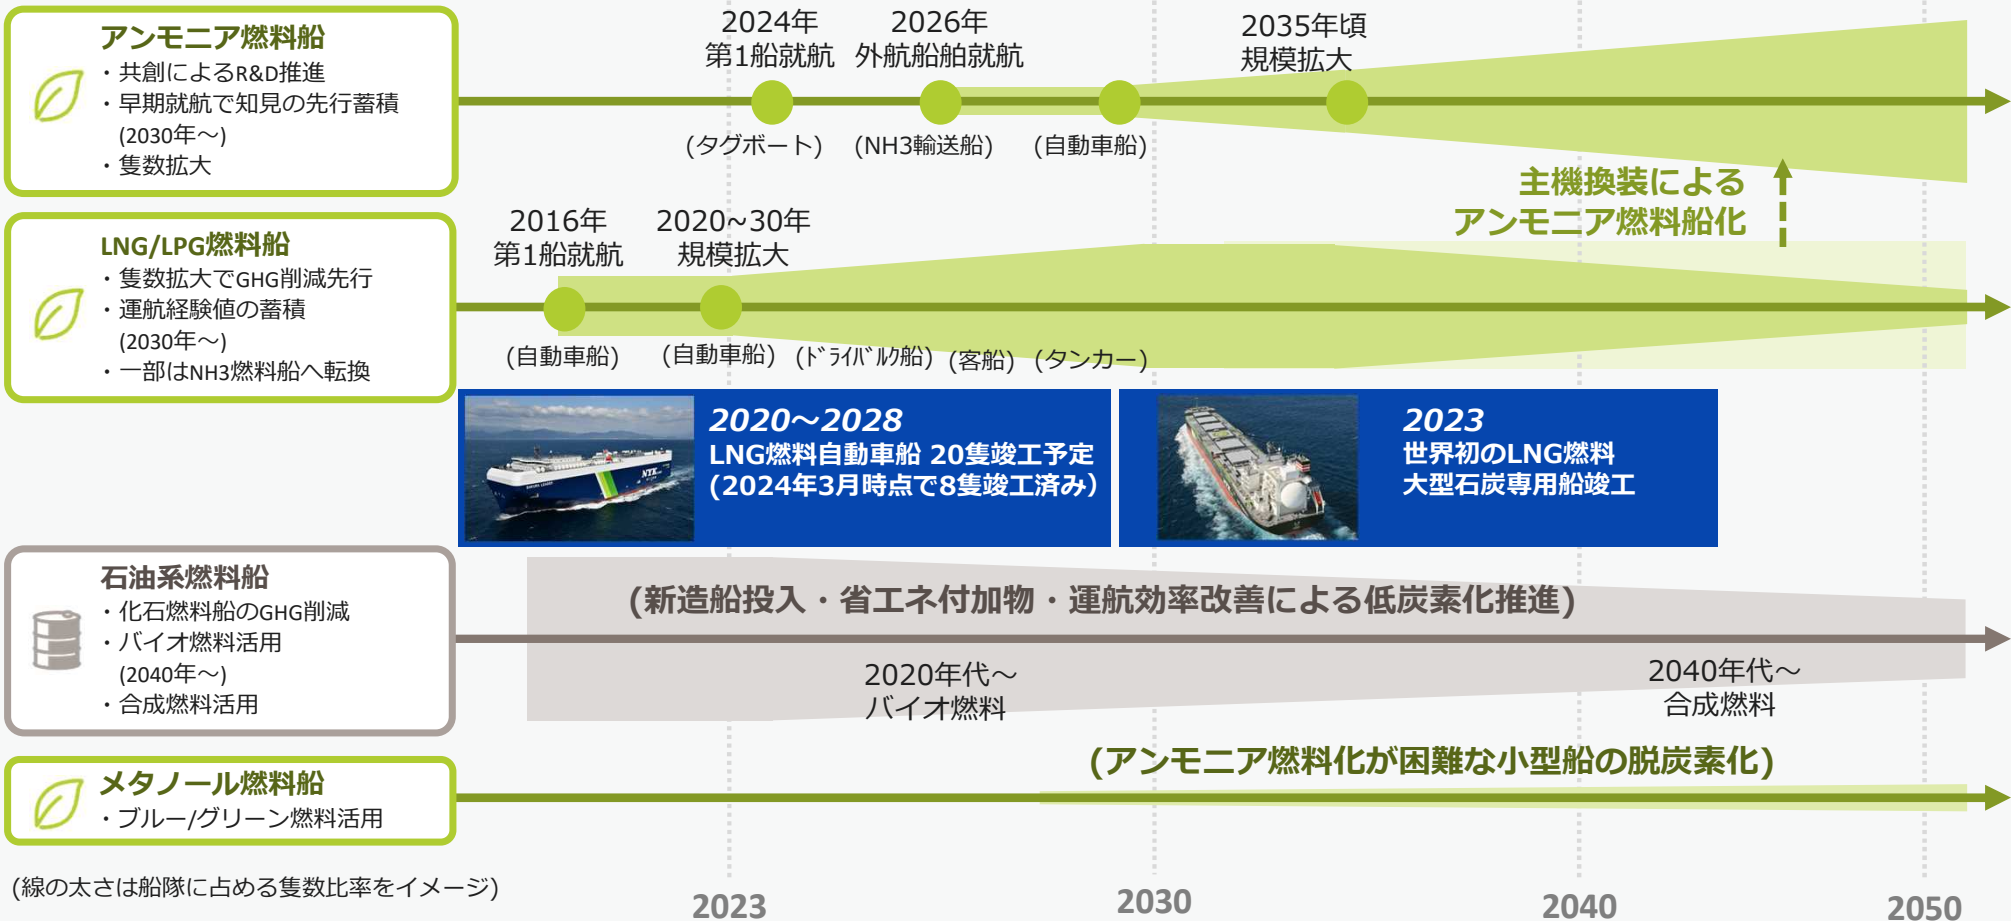 アンモニア燃料船
・共創によるR&D推進
・早期就航で知見の先行蓄積
(2030年～)
・隻数拡大
2024年
第1船就航
2026年
外航船舶就航
2035年頃
規模拡大
(タグボート)
(NH3輸送船)
(自動車船)
主機換装による
アンモニア燃料船化
LNG/LPG燃料船
・隻数拡大でGHG削減先行
・運航経験値の蓄積
(2030年～)
・一部はNH3燃料船へ転換
2016年
第1船就航
2020~30年
規模拡大
(自動車船)
(自動車船)
(ﾄﾞﾗｲﾊﾞﾙｸ船)
(客船)
(タンカー)
2020～2028
LNG燃料自動車船 20隻竣工予定
(2024年3月時点で8隻竣工済み)
NYK
2023
世界初のLNG燃料
大型石炭専用船竣工
石油系燃料船
・化石燃料船のGHG削減
・バイオ燃料活用
(2040年～)
・合成燃料活用
(新造船投入・省エネ付加物・運航効率改善による低炭素化推進)
2020年代～
バイオ燃料
2040年代～
合成燃料
メタノール燃料船
・ブルー/グリーン燃料活用
(アンモニア燃料化が困難な小型船の脱炭素化)
(線の太さは船隊に占める隻数比率をイメージ)
2023
2030
2040
2050